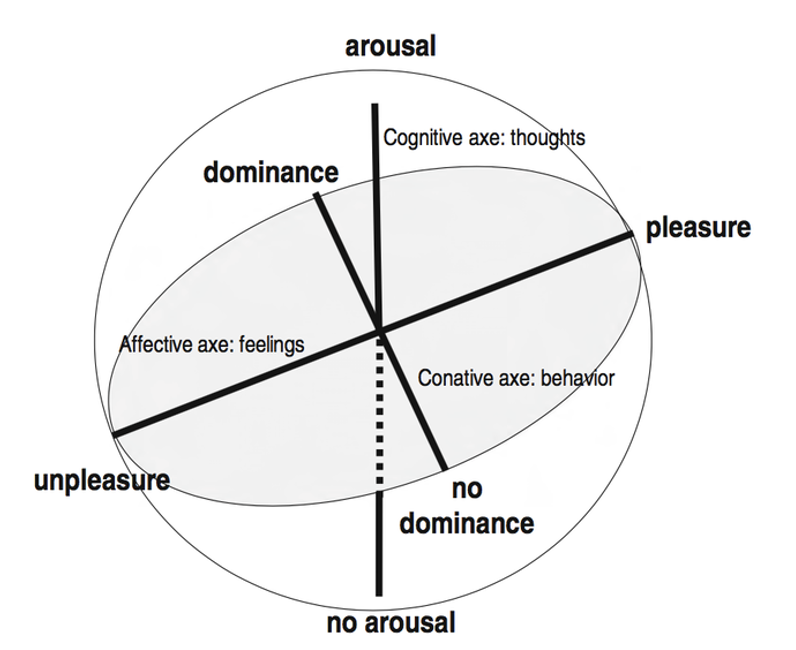 arousal
Cognitive axe: thoughts
dominance
pleasure
Affective axe: feelings
Conative axe: behavior
unpleasure
no
dominance
no arousal